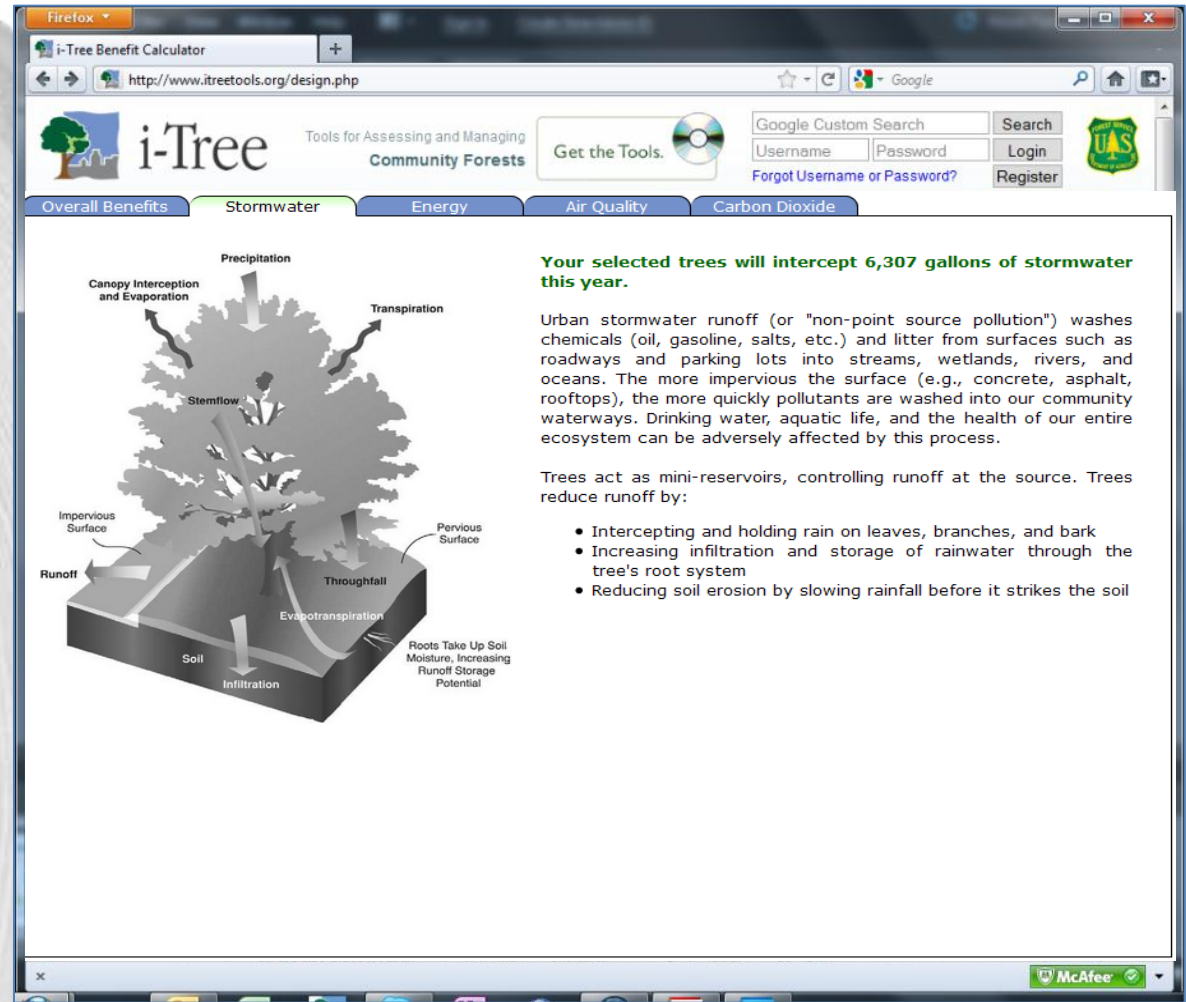 Firefox
i-Tree Benefit Calculator
http://www.itreetools.org/design.php
Google
i-Tree
Tools for Assessing and Managing
Community Forests
Get the Tools.
Google Custom Search
Search
Username
Password
Login
Forgot Username or Password?
Register
FOREST SERVICE
UAS
DEPARTMENT OF AGRICULTURE
Overall Benefits
Stormwater
Energy
Air Quality
Carbon Dioxide
Precipitation
Canopy Interception
and Evaporation
Transpiration
Stemflow
Impervious
Surface
Pervious
Surface
Runoff
Throughfall
Evapotranspiration
Soil
Infiltration
Roots Take Up Soil
Moisture, Increasing
Runoff Storage
Potential
Your selected trees will intercept 6,307 gallons of stormwater
this year.
Urban stormwater runoff (or "non-point source pollution") washes
chemicals (oil, gasoline, salts, etc.) and litter from surfaces such as
roadways and parking lots into streams, wetlands, rivers, and
oceans. The more impervious the surface (e.g., concrete, asphalt,
rooftops), the more quickly pollutants are washed into our community
waterways. Drinking water, aquatic life, and the health of our entire
ecosystem can be adversely affected by this process.
Trees act as mini-reservoirs, controlling runoff at the source. Trees
reduce runoff by:
• Intercepting and holding rain on leaves, branches, and bark
• Increasing infiltration and storage of rainwater through the
tree's root system
• Reducing soil erosion by slowing rainfall before it strikes the soil
McAfee